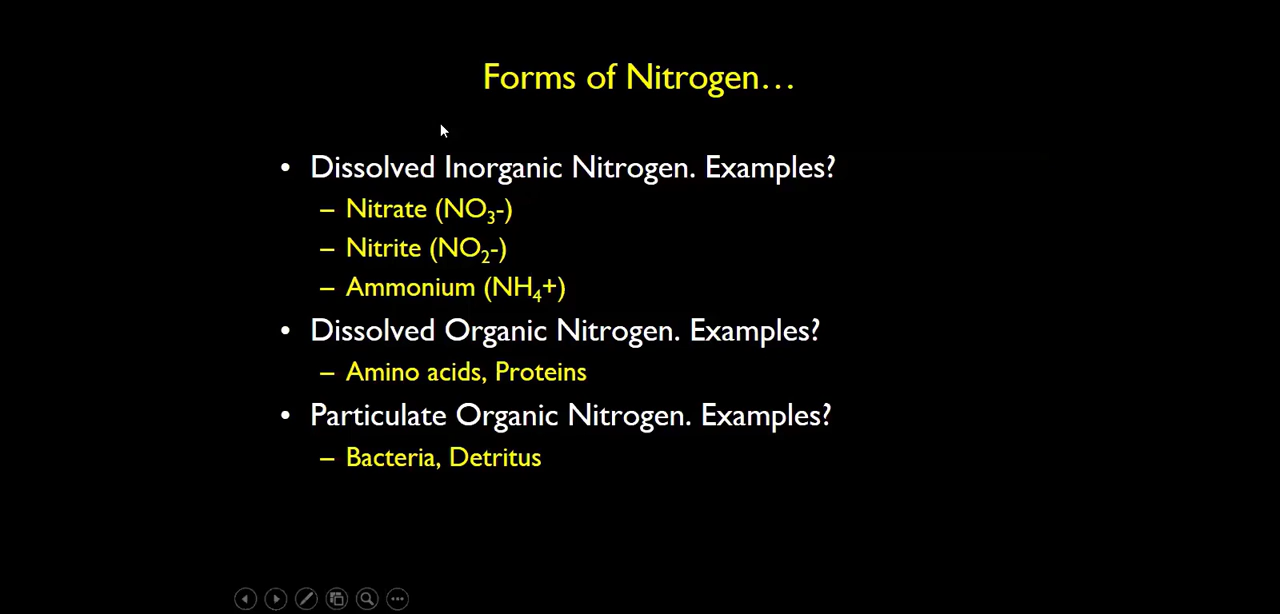 Forms of Nitrogen…
• Dissolved Inorganic Nitrogen. Examples?
– Nitrate (NO₃-)
– Nitrite (NO₂-)
– Ammonium (NH₄+)
• Dissolved Organic Nitrogen. Examples?
– Amino acids, Proteins
• Particulate Organic Nitrogen. Examples?
– Bacteria, Detritus